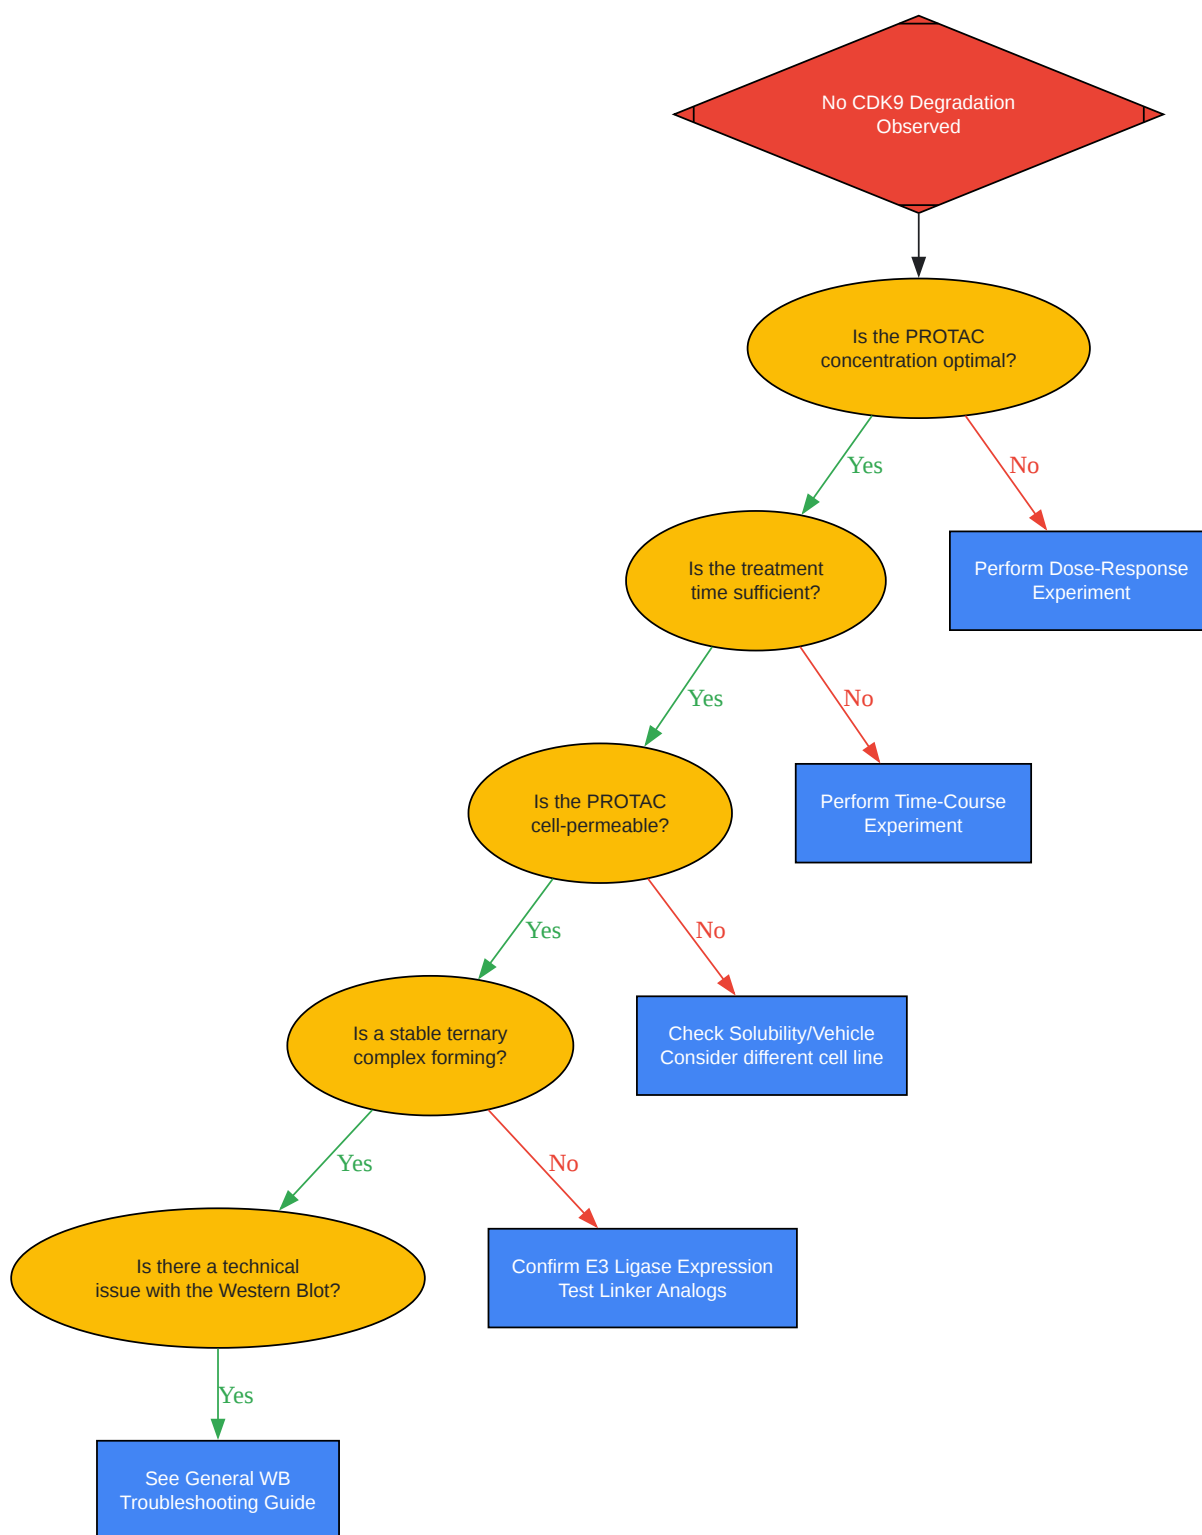 No CDK9 Degradation
Observed
Is the PROTAC
concentration optimal?
Yes
No
Is the treatment
time sufficient?
Perform Dose-Response
Experiment
Yes
No
Is the PROTAC
cell-permeable?
Perform Time-Course
Experiment
Yes
No
Is a stable ternary
complex forming?
Check Solubility/Vehicle
Consider different cell line
Yes
No
Is there a technical
issue with the Western Blot?
Confirm E3 Ligase Expression
Test Linker Analogs
Yes
See General WB
Troubleshooting Guide